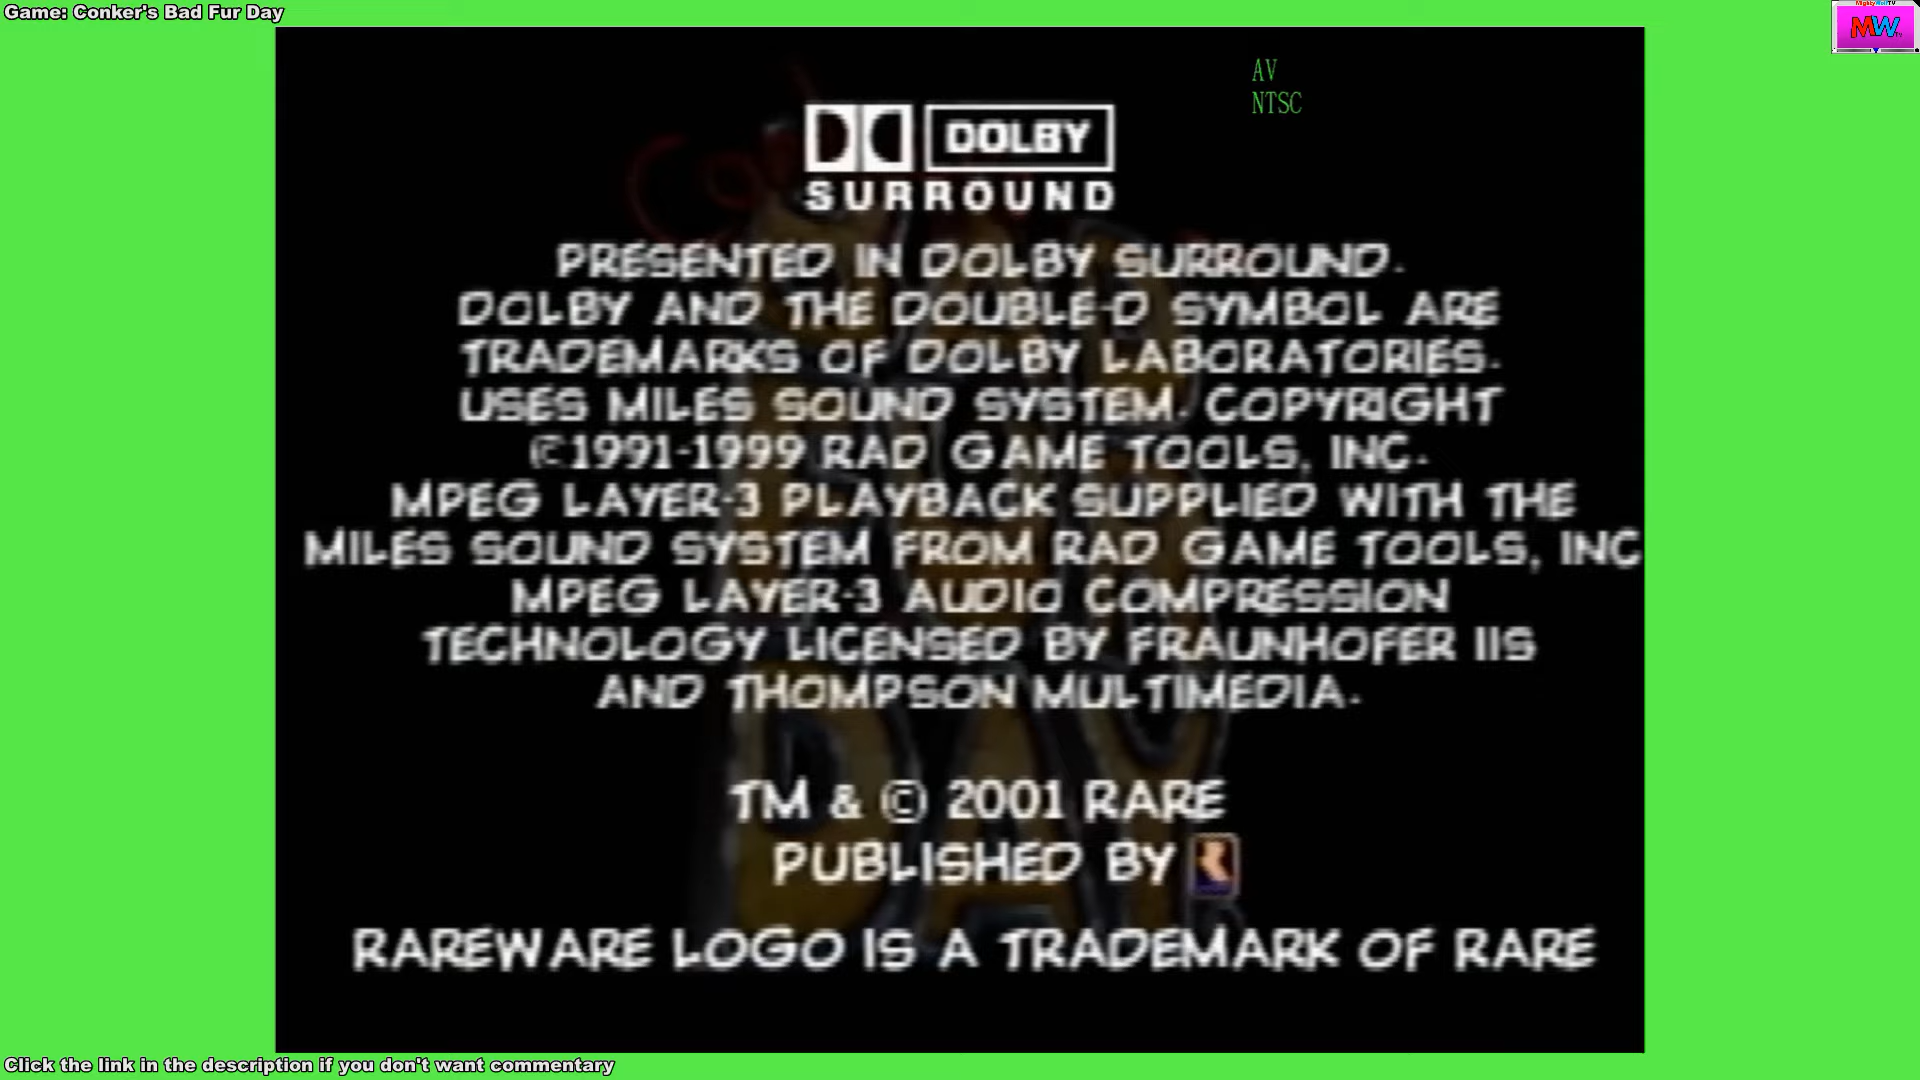 Game: Conker's Bad Fur Day
MightyWolfTV
MW
TV
AV
NTSC
DOLBY
SURROUND
PRESENTED IN DOLBY SURROUND.
DOLBY AND THE DOUBLE-D SYMBOL ARE
TRADEMARKS OF DOLBY LABORATORIES.
USES MILES SOUND SYSTEM. COPYRIGHT
©1991-1999 RAD GAME TOOLS, INC.
MPEG LAYER-3 PLAYBACK SUPPLIED WITH THE
MILES SOUND SYSTEM FROM RAD GAME TOOLS, INC
MPEG LAYER-3 AUDIO COMPRESSION
TECHNOLOGY LICENSED BY FRAUNHOFER IIS
AND THOMPSON MULTIMEDIA.
TM & © 2001 RARE
PUBLISHED BY
RAREWARE LOGO IS A TRADEMARK OF RARE
Click the link in the description if you don't want commentary